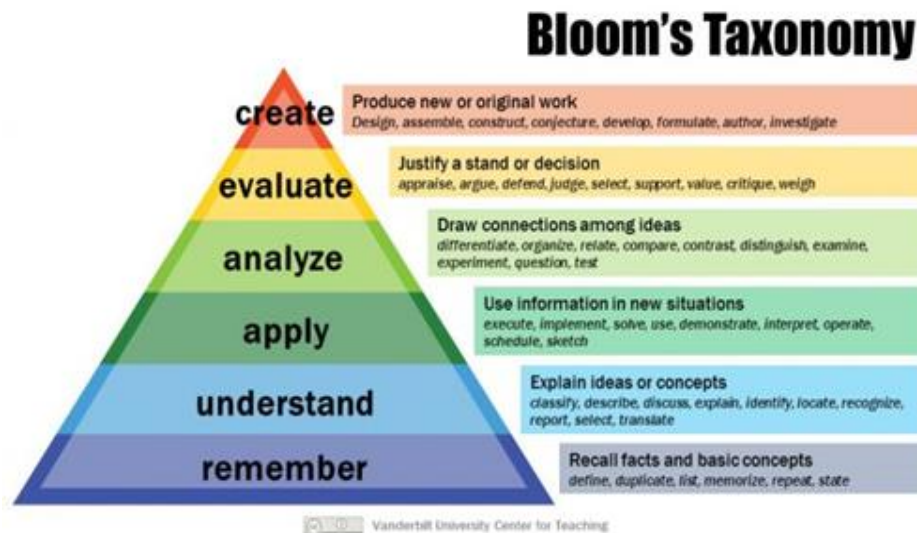 Bloom's Taxonomy
create
Produce new or original work
Design, assemble, construct, conjecture, develop, formulate, author, investigate
evaluate
Justify a stand or decision
appraise, argue, defend, judge, select, support, value, critique, weigh
analyze
Draw connections among ideas
differentiate, organize, relate, compare, contrast, distinguish, examine,
experiment, question, test
apply
Use information in new situations
execute, implement, solve, use, demonstrate, interpret, operate,
schedule, sketch
understand
Explain ideas or concepts
classify, describe, discuss, explain, identify, locate, recognize,
report, select, translate
remember
Recall facts and basic concepts
define, duplicate, list, memorize, repeat, state
Vanderbilt University Center for Teaching